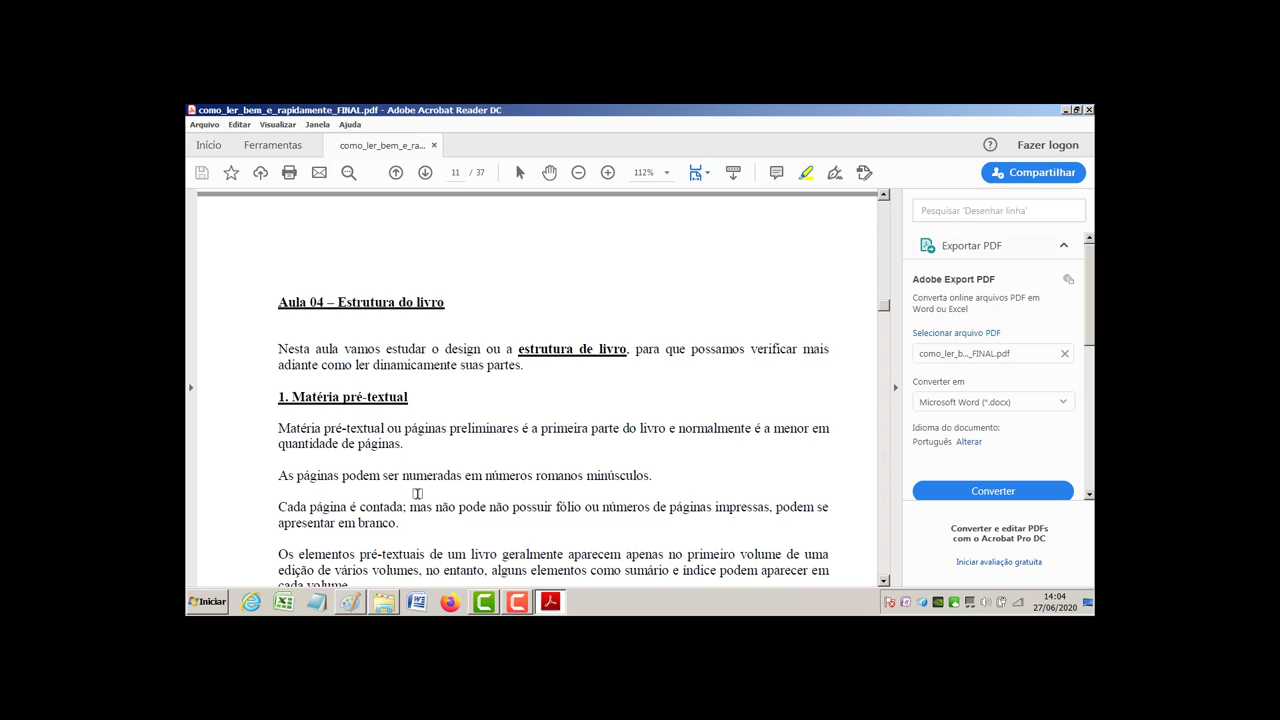 como_ler_bem_e_rapidamente_FINAL.pdf - Adobe Acrobat Reader DC
Arquivo Editar Visualizar Janela Ajuda
Início Ferramentas como_ler_bem_e_ra... × Fazer logon
11 / 37 112% Compartilhar
Pesquisar 'Desenhar linha'
Exportar PDF
Adobe Export PDF
Converta online arquivos PDF em
Word ou Excel
Selecionar arquivo PDF
como_ler_b..._FINAL.pdf
Converter em
Microsoft Word (*.docx)
Idioma do documento:
Português Alterar
Converter
Converter e editar PDFs
com o Acrobat Pro DC
Iniciar avaliação gratuita
Aula 04 – Estrutura do livro
Nesta aula vamos estudar o design ou a estrutura de livro, para que possamos verificar mais
adiante como ler dinamicamente suas partes.
1. Matéria pré-textual
Matéria pré-textual ou páginas preliminares é a primeira parte do livro e normalmente é a menor em
quantidade de páginas.
As páginas podem ser numeradas em números romanos minúsculos.
Cada página é contada; mas não pode não possuir fólio ou números de páginas impressas, podem se
apresentar em branco.
Os elementos pré-textuais de um livro geralmente aparecem apenas no primeiro volume de uma
edição de vários volumes, no entanto, alguns elementos como sumário e índice podem aparecer em
cada volume.
Iniciar
14:04
27/06/2020